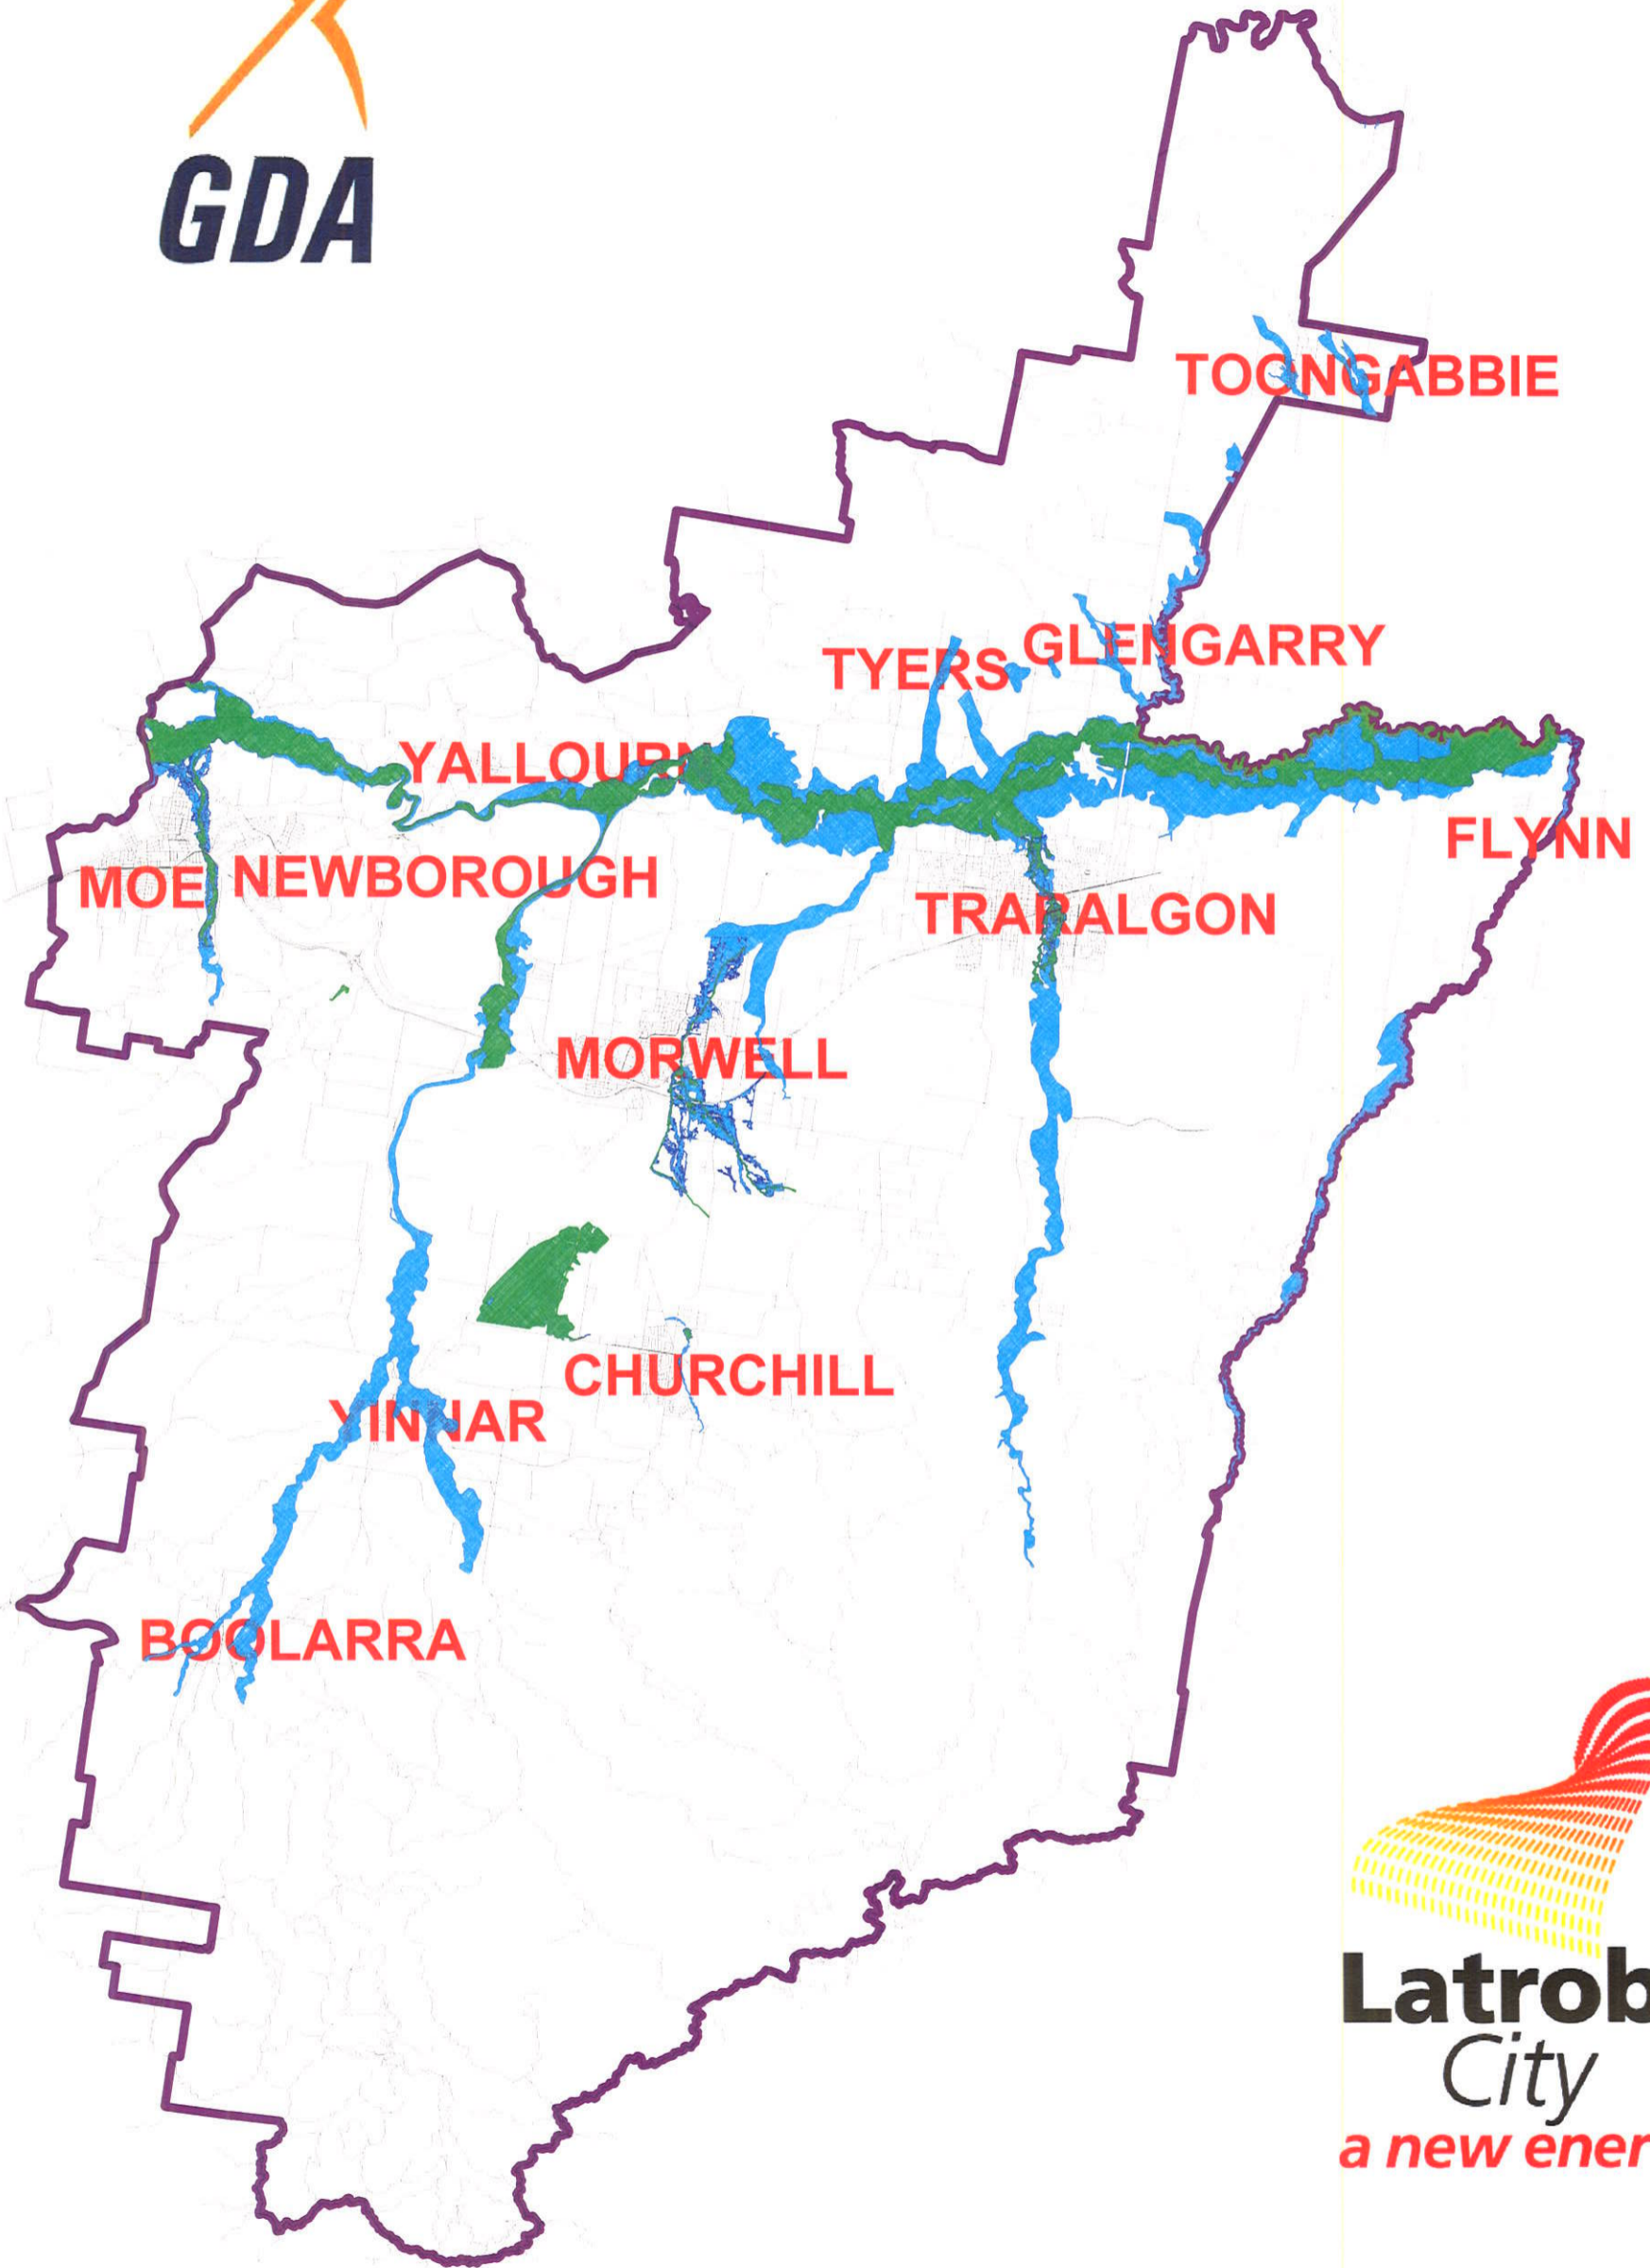 GDA
TOONGABBIE
GLENGARRY
TYERS
YALLOURN
FLYNN
MOE
NEWBOROUGH
TRARALGON
MORWELL
CHURCHILL
YINNAR
BOOLARRA
Latrob
City
a new ener